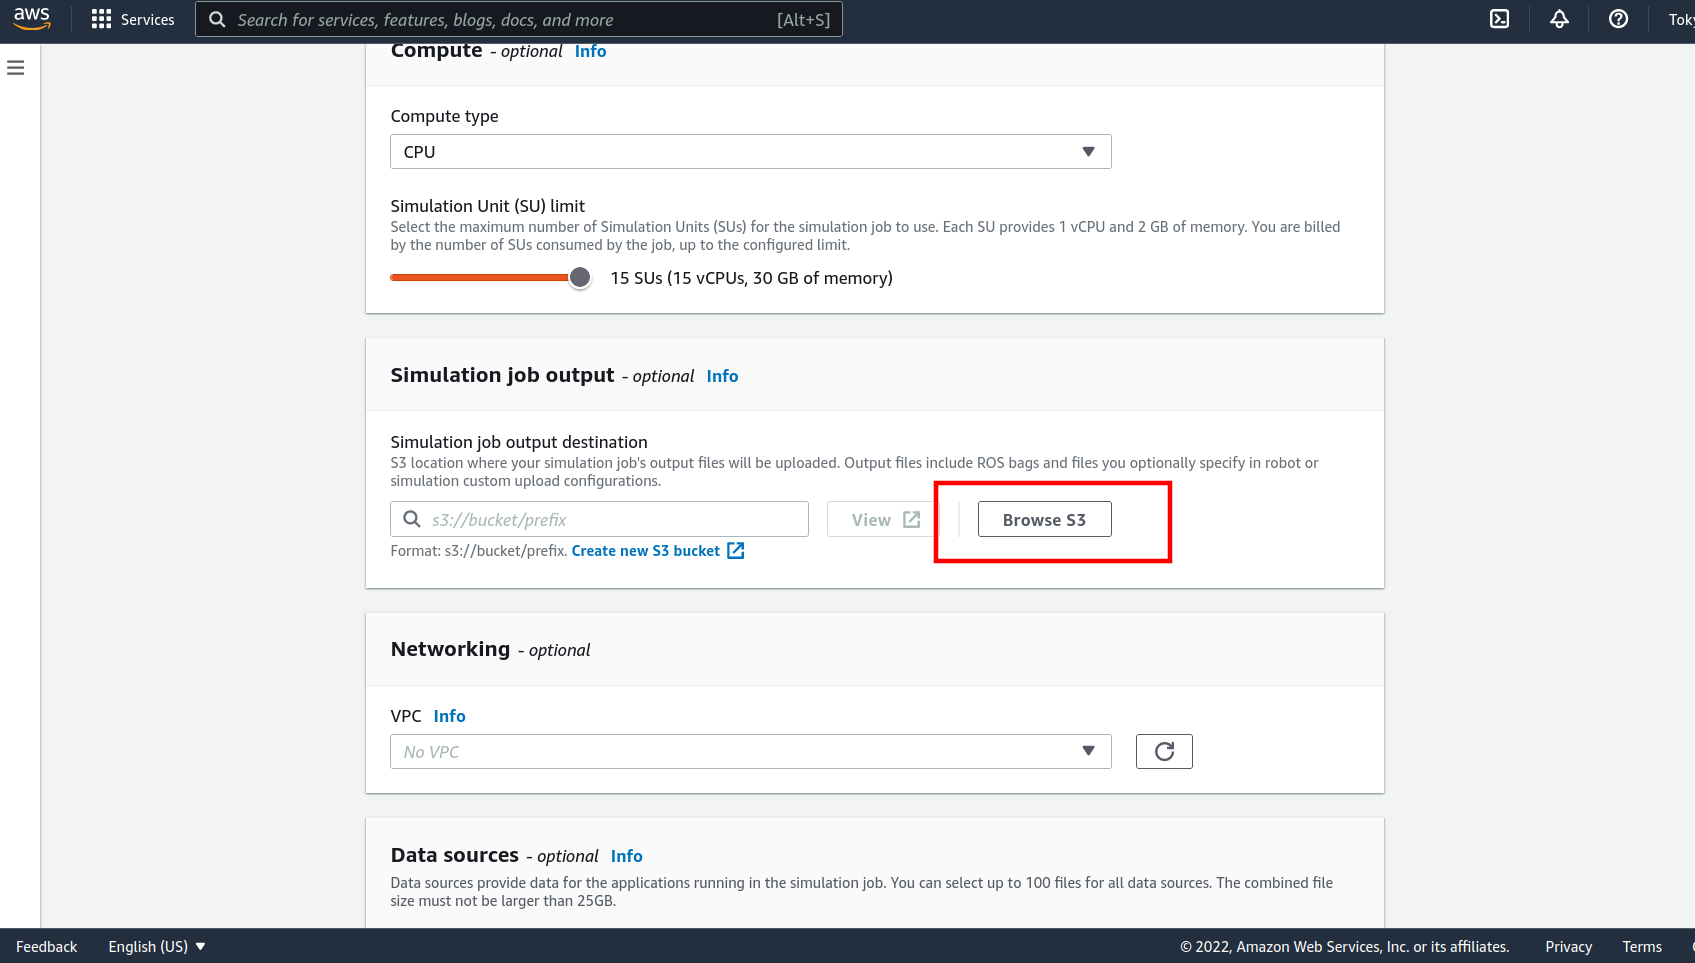 aws Services Search for services, features, blogs, docs, and more [Alt+S]
Compute - optional Info
Compute type
CPU
Simulation Unit (SU) limit
Select the maximum number of Simulation Units (SUs) for the simulation job to use. Each SU provides 1 vCPU and 2 GB of memory. You are billed
by the number of SUs consumed by the job, up to the configured limit.
15 SUs (15 vCPUs, 30 GB of memory)
Simulation job output - optional Info
Simulation job output destination
S3 location where your simulation job's output files will be uploaded. Output files include ROS bags and files you optionally specify in robot or
simulation custom upload configurations.
s3://bucket/prefix View Browse S3
Format: s3://bucket/prefix. Create new S3 bucket
Networking - optional
VPC Info
No VPC
Data sources - optional Info
Data sources provide data for the applications running in the simulation job. You can select up to 100 files for all data sources. The combined file
size must not be larger than 25GB.
Feedback English (US) © 2022, Amazon Web Services, Inc. or its affiliates. Privacy Terms